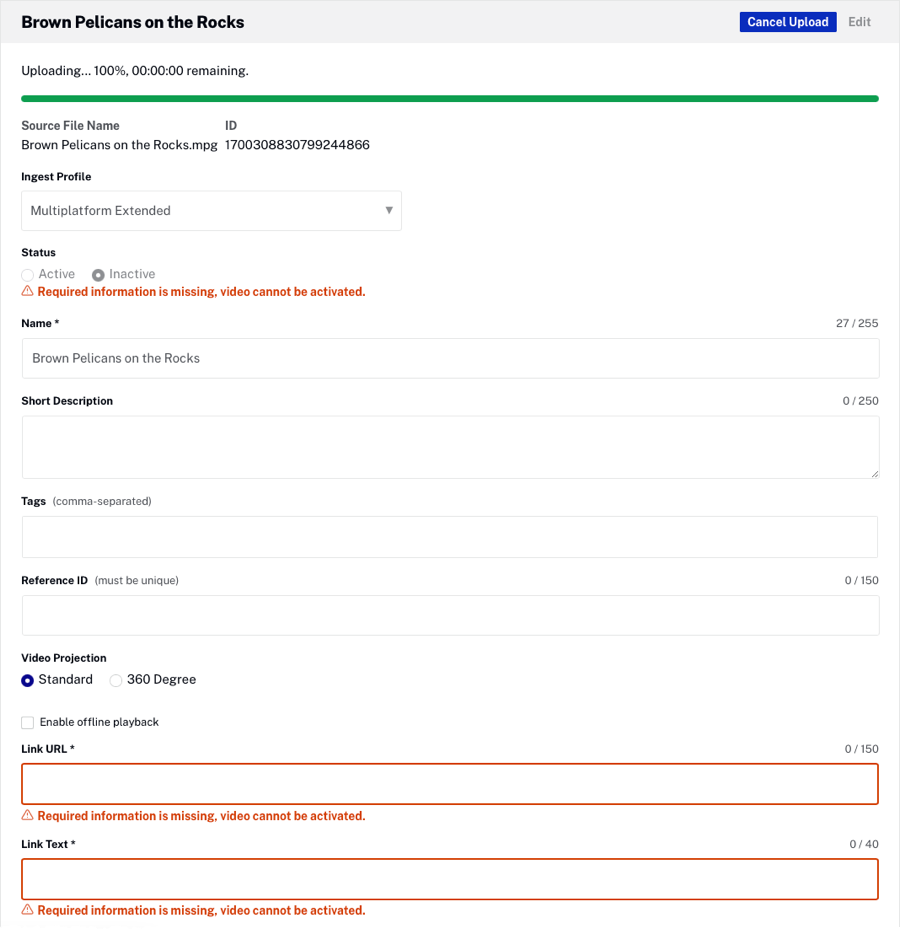 Brown Pelicans on the Rocks
Cancel Upload Edit
Uploading... 100%, 00:00:00 remaining.
Source File Name ID
Brown Pelicans on the Rocks.mpg 1700308830799244866
Ingest Profile
Multiplatform Extended
Status
Active Inactive
Required information is missing, video cannot be activated.
Name * 27 / 255
Brown Pelicans on the Rocks
Short Description 0 / 250
Tags (comma-separated)
Reference ID (must be unique) 0 / 150
Video Projection
Standard 360 Degree
Enable offline playback
Link URL * 0 / 150
Required information is missing, video cannot be activated.
Link Text * 0 / 40
Required information is missing, video cannot be activated.